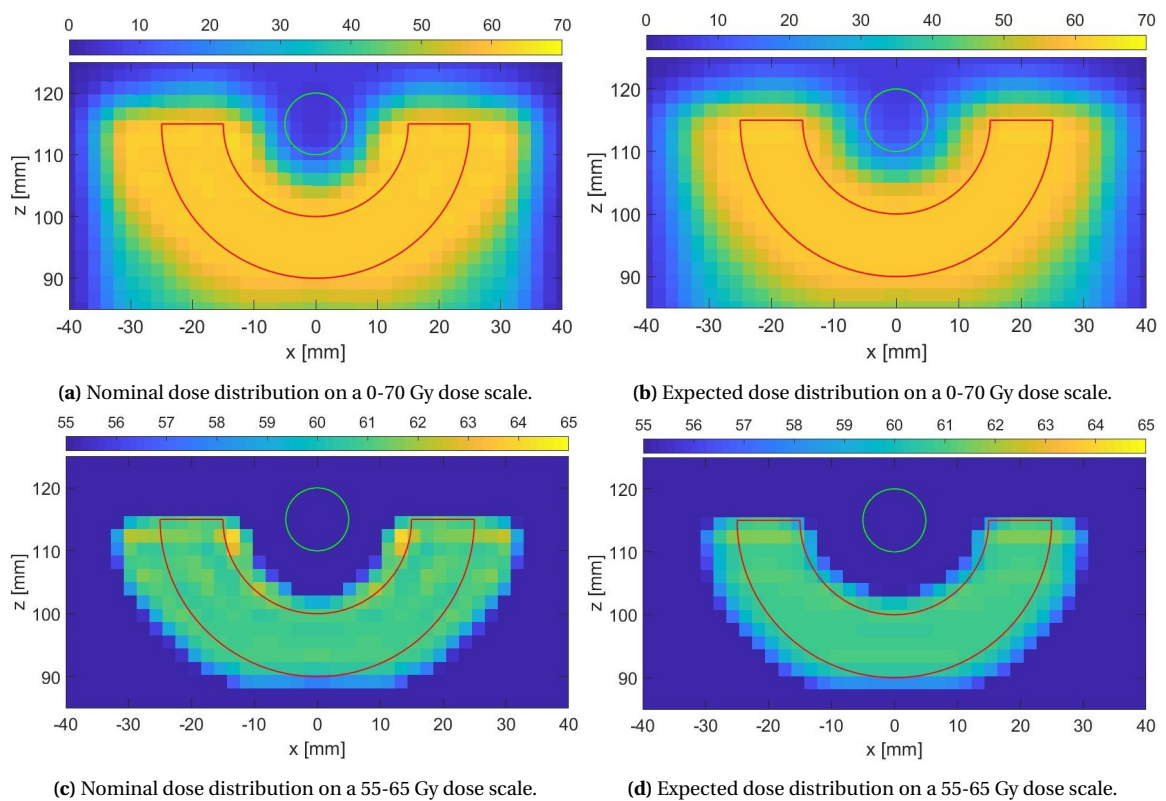 0 10 20 30 40 50 60 70
120
110
100
90
z [mm]
-40 -30 -20 -10 0 10 20 30 40
x [mm]
(a) Nominal dose distribution on a 0-70 Gy dose scale.
0 10 20 30 40 50 60 70
120
110
100
90
z [mm]
-40 -30 -20 -10 0 10 20 30 40
x [mm]
(b) Expected dose distribution on a 0-70 Gy dose scale.
55 56 57 58 59 60 61 62 63 64 65
120
110
100
90
z [mm]
-40 -30 -20 -10 0 10 20 30 40
x [mm]
(c) Nominal dose distribution on a 55-65 Gy dose scale.
55 56 57 58 59 60 61 62 63 64 65
120
110
100
90
z [mm]
-40 -30 -20 -10 0 10 20 30 40
x [mm]
(d) Expected dose distribution on a 55-65 Gy dose scale.